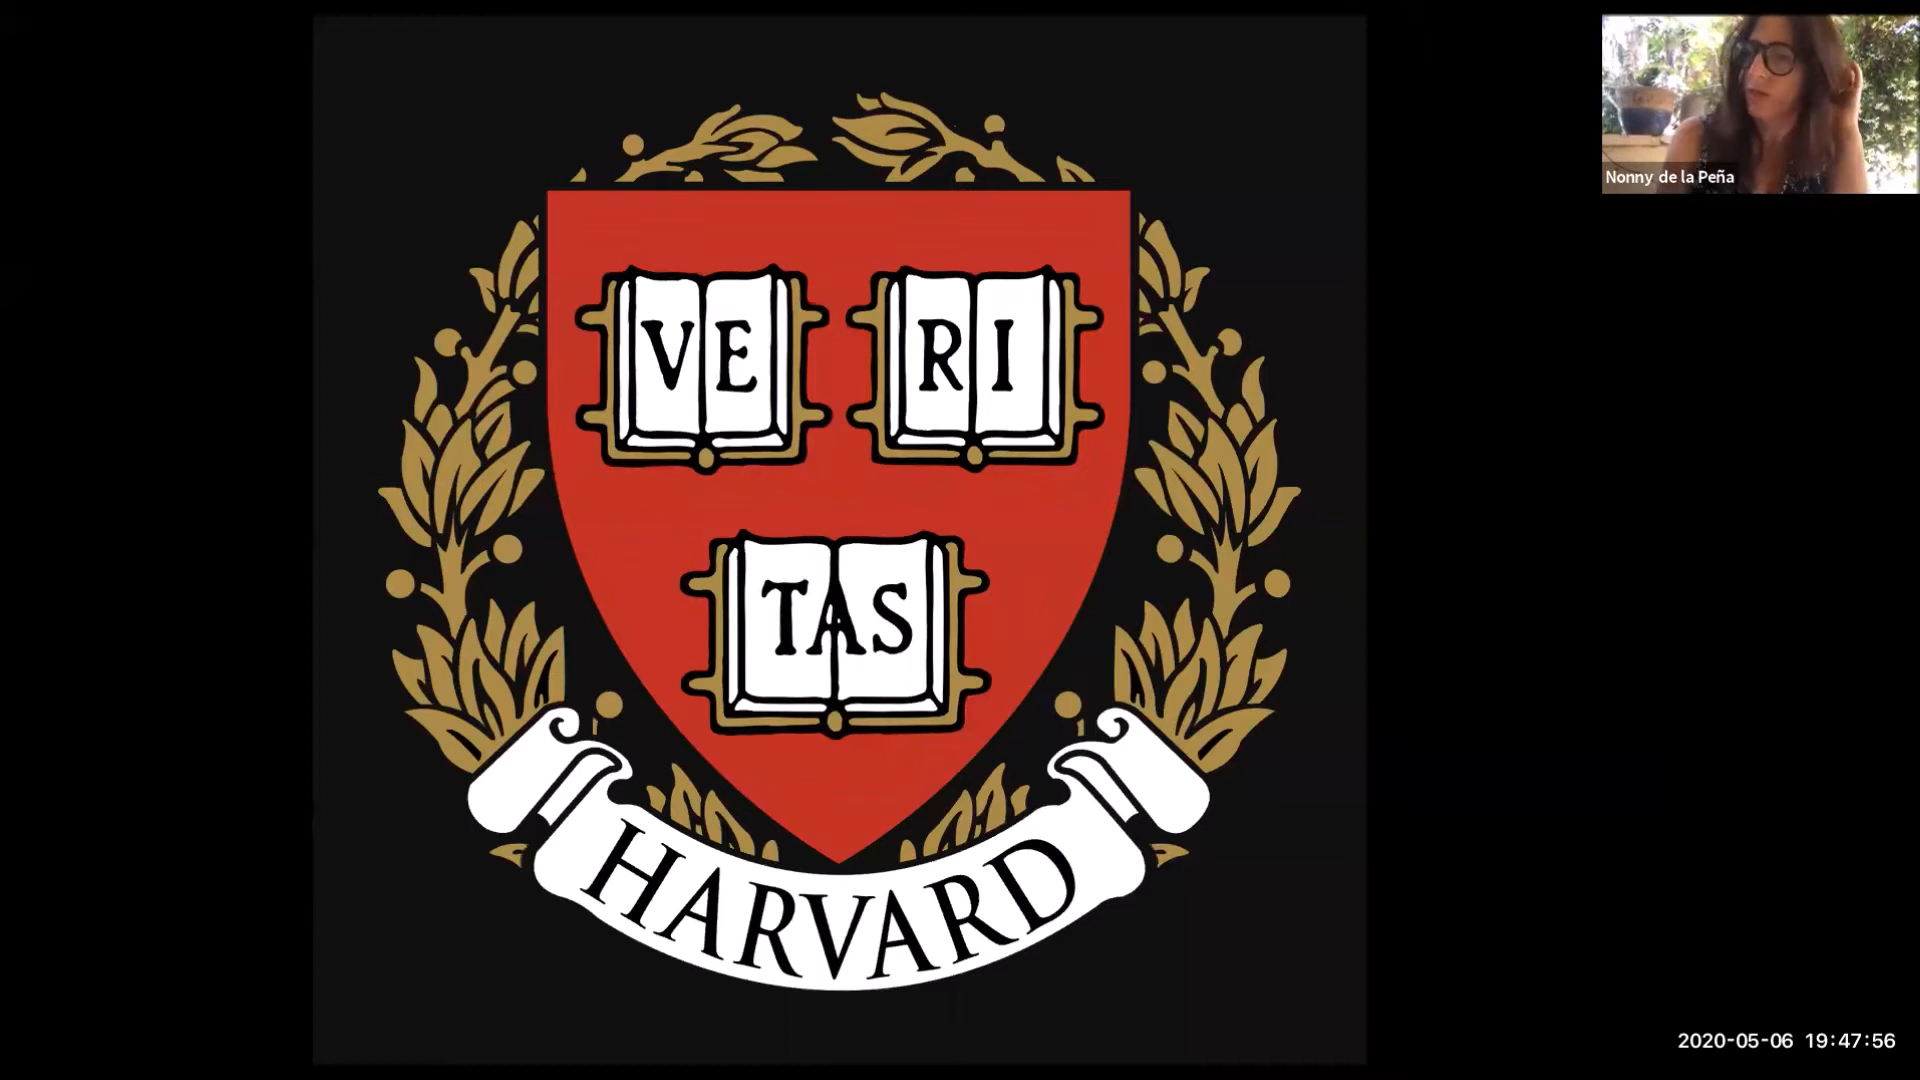 Nonny de la Peña
VE RI
TAS
HARVARD
2020-05-06 19:47:56